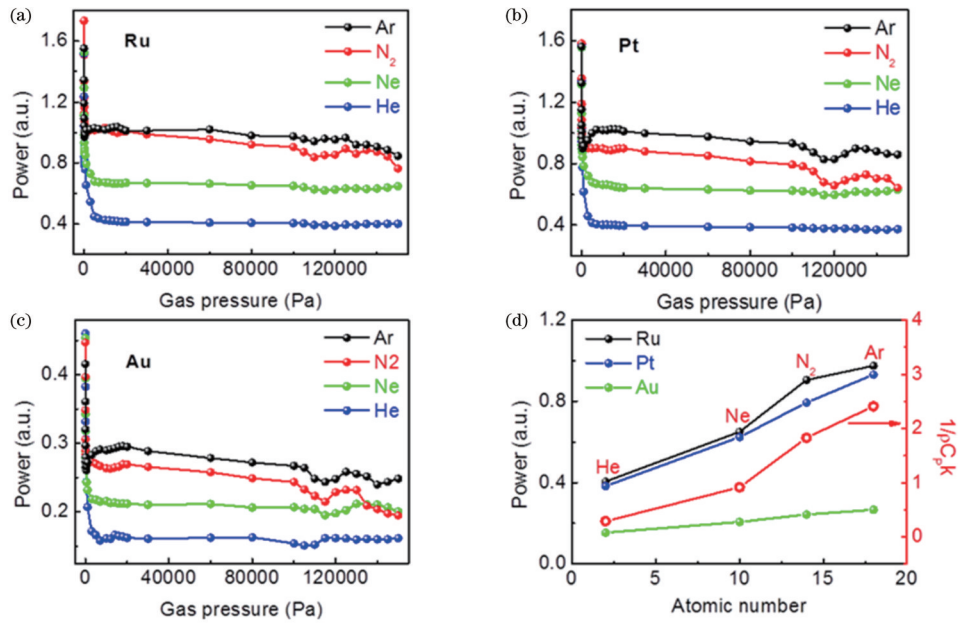 (a)
Ru
Ar
N2
Ne
He
1.6
1.2
0.8
0.4
Power (a.u.)
0 40000 80000 120000
Gas pressure (Pa)
(b)
Pt
Ar
N2
Ne
He
1.6
1.2
0.8
0.4
Power (a.u.)
0 40000 80000 120000
Gas pressure (Pa)
(c)
Au
Ar
N2
Ne
He
0.4
0.3
0.2
Power (a.u.)
0 40000 80000 120000
Gas pressure (Pa)
(d)
Ru
Pt
Au
He
Ne
N2
Ar
1.2
0.8
0.4
0.0
Power (a.u.)
4
3
2
1
0
1/ρCpk
0 5 10 15 20
Atomic number